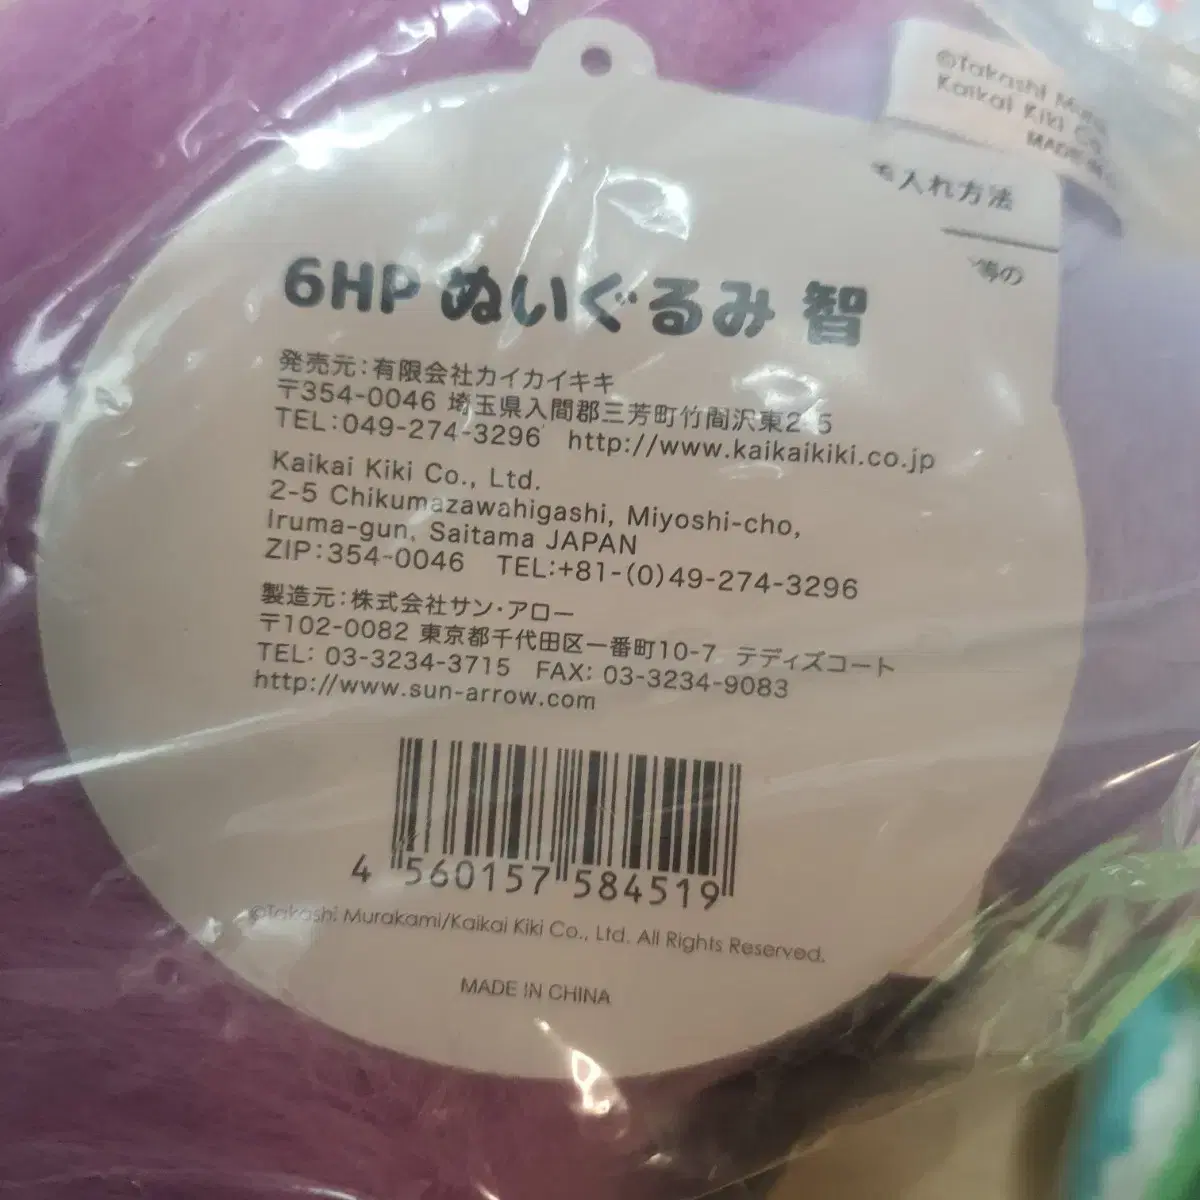 ©Takashi
Kaikai Kiki Co
MADE
入れ方法
等の
6HP ぬいぐるみ 智
発売元:有限会社カイカイキキ
〒354-0046 埼玉県入間郡三芳町竹間沢東2-5
TEL:049-274-3296 http://www.kaikaikiki.co.jp
Kaikai Kiki Co., Ltd.
2-5 Chikumazawahigashi, Miyoshi-cho,
Iruma-gun, Saitama JAPAN
ZIP:354-0046 TEL:+81-(0)49-274-3296
製造元:株式会社サン・アロー
〒102-0082 東京都千代田区一番町10-7 テディズコート
TEL: 03-3234-3715 FAX: 03-3234-9083
http://www.sun-arrow.com
4 560157 584519
©Takashi Murakami/Kaikai Kiki Co., Ltd. All Rights Reserved.
MADE IN CHINA